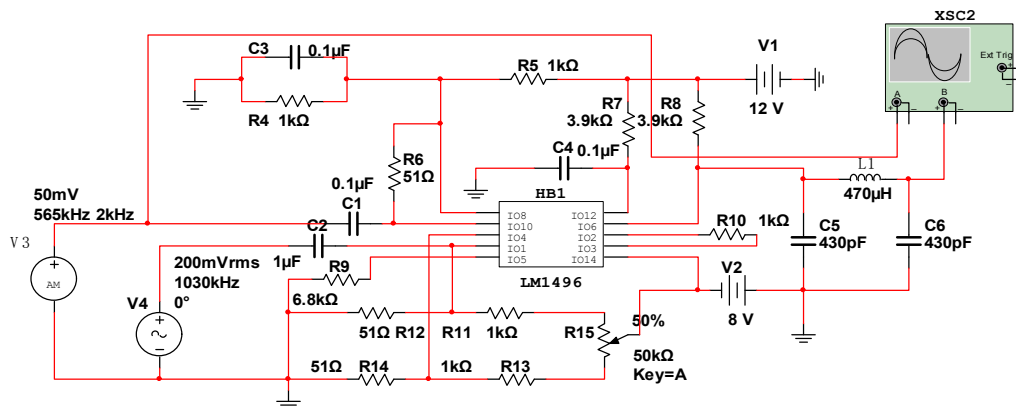 XSC2
Ext Trig
+
−
A
B
+
−
+
−
C3
0.1µF
R4
1kΩ
R5
1kΩ
V1
12 V
R7
3.9kΩ
R8
3.9kΩ
C4
0.1µF
R6
51Ω
L1
470µH
50mV
565kHz 2kHz
V3
+
AM
0.1µF
C1
C2
1µF
HB1
IO8
IO10
IO4
IO1
IO5
IO12
IO6
IO2
IO3
IO14
LM1496
R10
1kΩ
C5
430pF
C6
430pF
200mVrms
1030kHz
0°
V4
+
R9
6.8kΩ
V2
8 V
51Ω
R12
R11
1kΩ
R15
50%
50kΩ
Key=A
51Ω
R14
1kΩ
R13